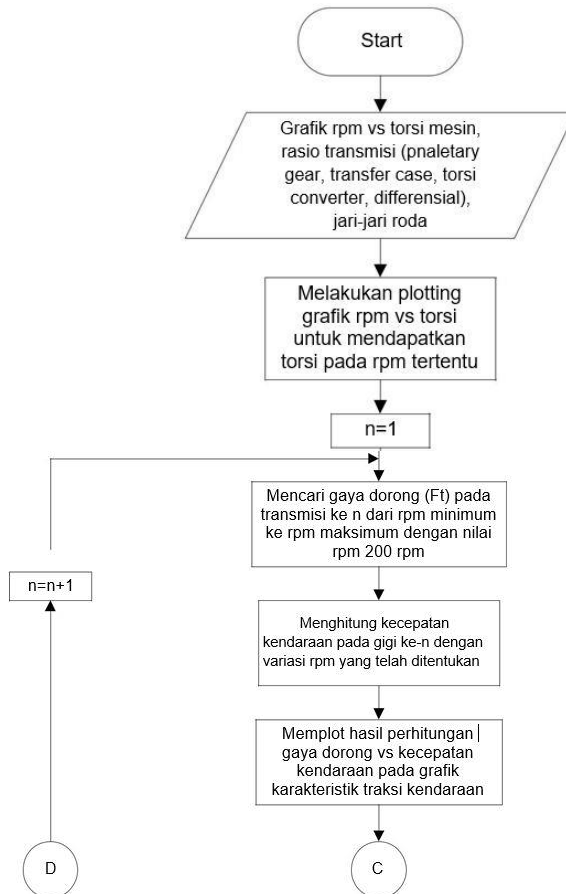 Start
Grafik rpm vs torsi mesin,
rasio transmisi (pnaletary
gear, transfer case, torsi
converter, differensial),
jari-jari roda
Melakukan plotting
grafik rpm vs torsi
untuk mendapatkan
torsi pada rpm tertentu
n=1
Mencari gaya dorong (Ft) pada
transmisi ke n dari rpm minimum
ke rpm maksimum dengan nilai
rpm 200 rpm
n=n+1
Menghitung kecepatan
kendaraan pada gigi ke-n dengan
variasi rpm yang telah ditentukan
Memplot hasil perhitungan
gaya dorong vs kecepatan
kendaraan pada grafik
karakteristik traksi kendaraan
D
C